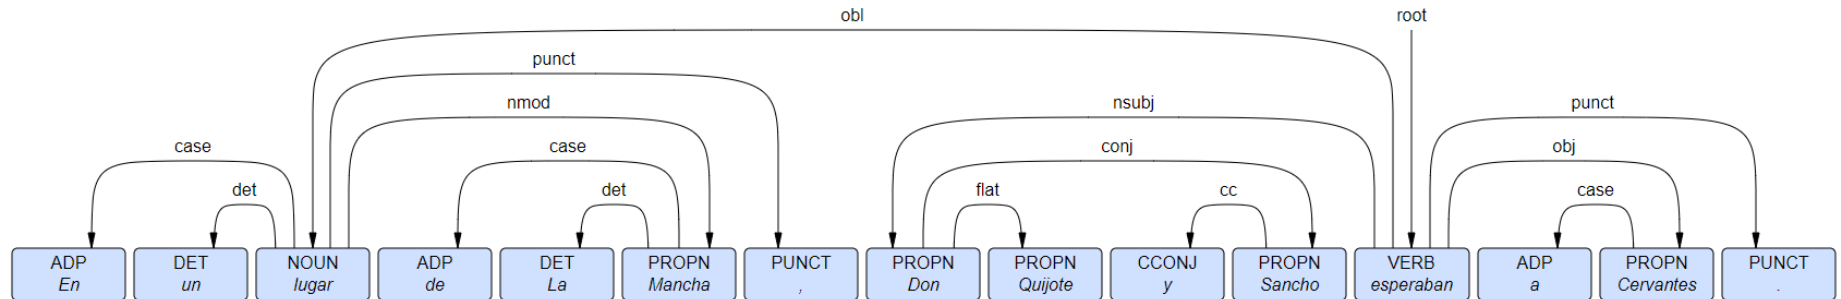 obl root
punct
nmod nsubj punct
case case conj obj
det det flat cc case
ADP DET NOUN ADP DET PROPN PUNCT PROPN PROPN CCONJ PROPN VERB ADP PROPN PUNCT
En un lugar de La Mancha , Don Quijote y Sancho esperaban a Cervantes .